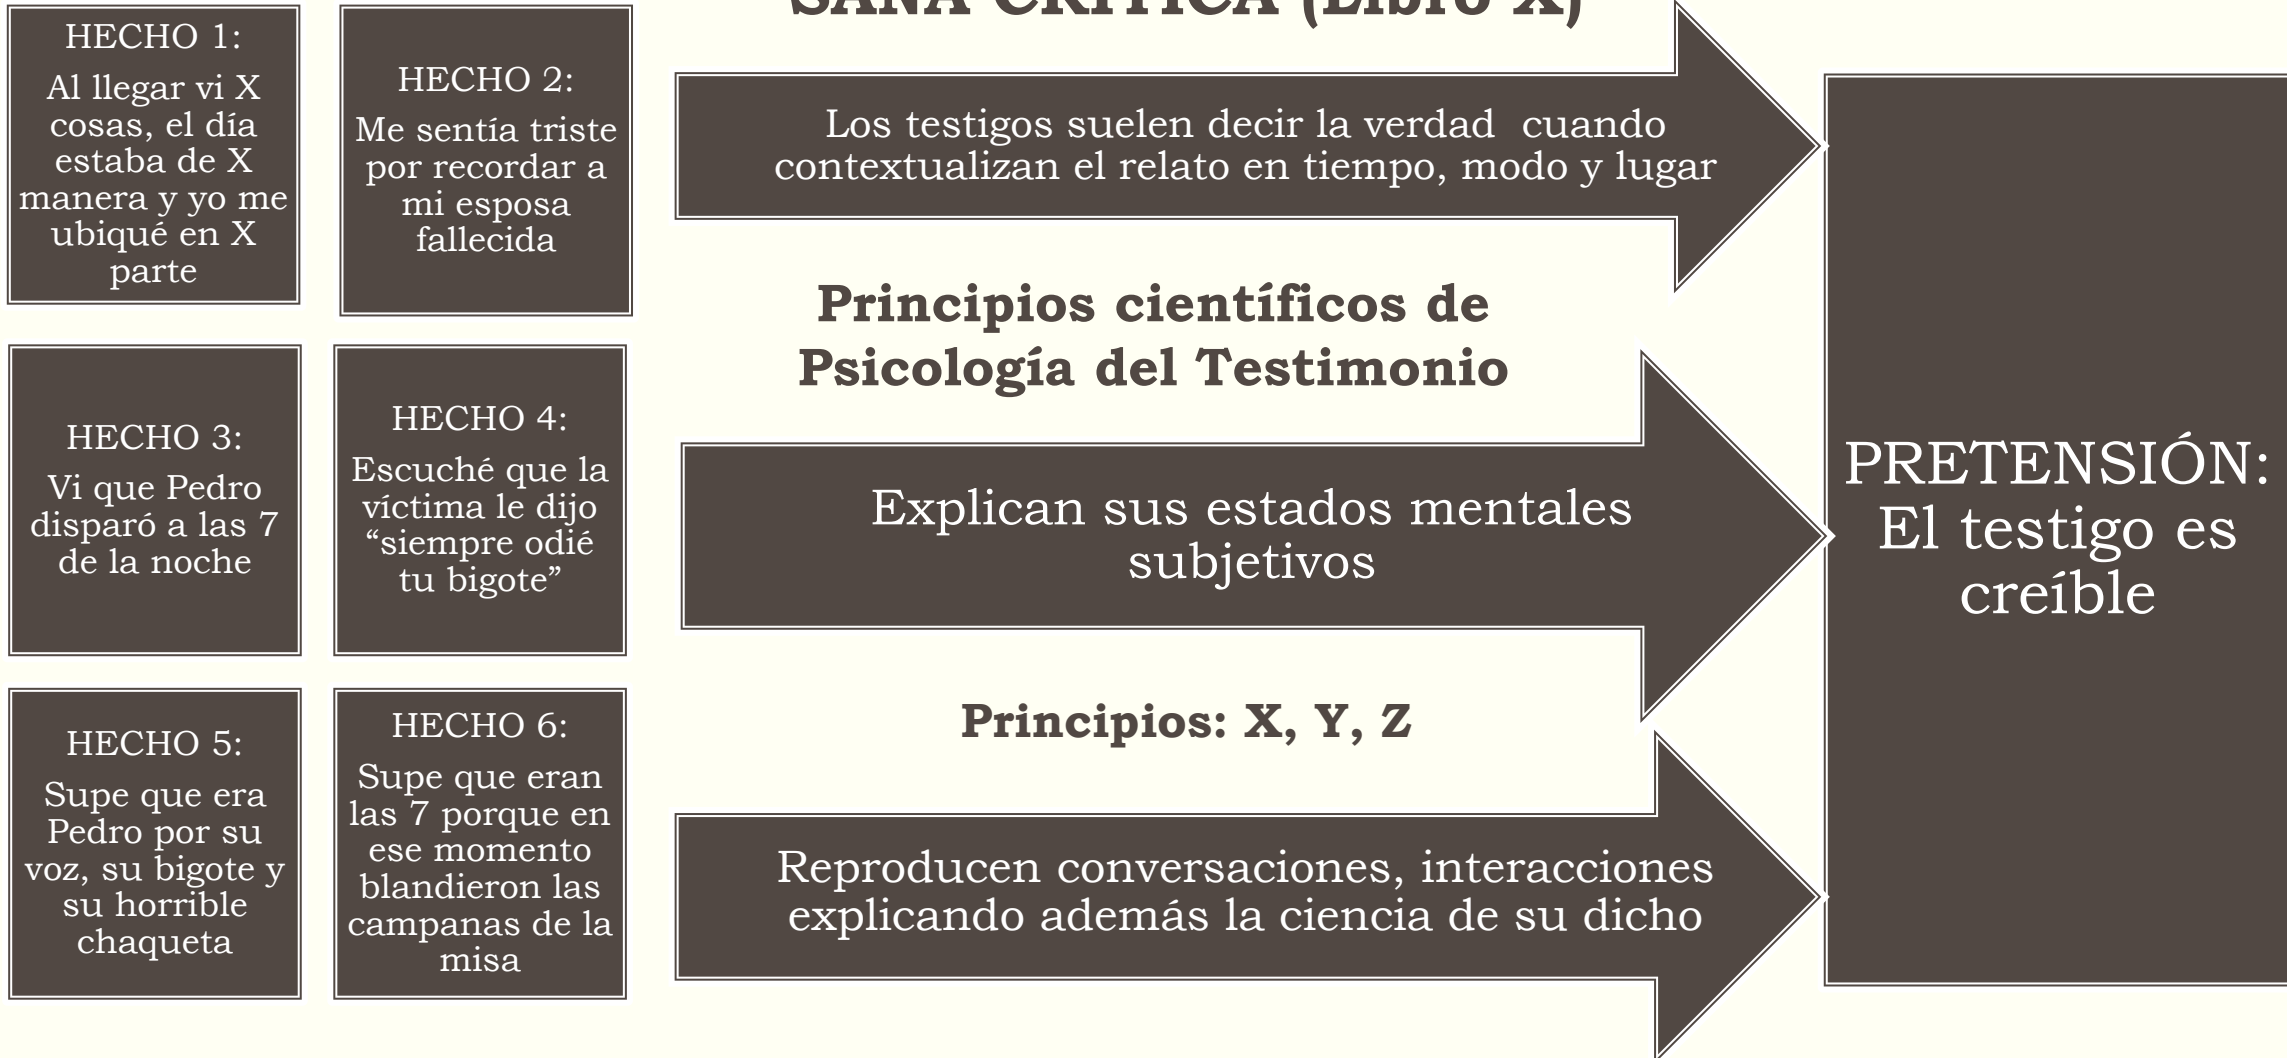 SANA CRÍTICA (Libro X)
HECHO 1:
Al llegar vi X
cosas, el día
estaba de X
manera y yo me
ubiqué en X
parte
HECHO 2:
Me sentía triste
por recordar a
mi esposa
fallecida
Los testigos suelen decir la verdad cuando
contextualizan el relato en tiempo, modo y lugar
Principios científicos de
Psicología del Testimonio
HECHO 3:
Vi que Pedro
disparó a las 7
de la noche
HECHO 4:
Escuché que la
víctima le dijo
“siempre odié
tu bigote”
Explican sus estados mentales
subjetivos
PRETENSIÓN:
El testigo es
creíble
Principios: X, Y, Z
HECHO 5:
Supe que era
Pedro por su
voz, su bigote y
su horrible
chaqueta
HECHO 6:
Supe que eran
las 7 porque en
ese momento
blandieron las
campanas de la
misa
Reproducen conversaciones, interacciones
explicando además la ciencia de su dicho